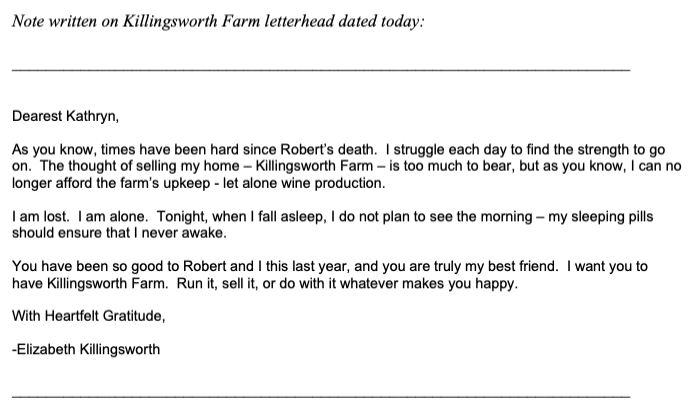 Note written on Killingsworth Farm letterhead dated today:
Dearest Kathryn,
As you know, times have been hard since Robert's death.  I struggle each day to find the strength to go
on.  The thought of selling my home – Killingsworth Farm – is too much to bear, but as you know, I can no
longer afford the farm's upkeep - let alone wine production.
I am lost.  I am alone.  Tonight, when I fall asleep, I do not plan to see the morning – my sleeping pills
should ensure that I never awake.
You have been so good to Robert and I this last year, and you are truly my best friend.  I want you to
have Killingsworth Farm.  Run it, sell it, or do with it whatever makes you happy.
With Heartfelt Gratitude,
-Elizabeth Killingsworth